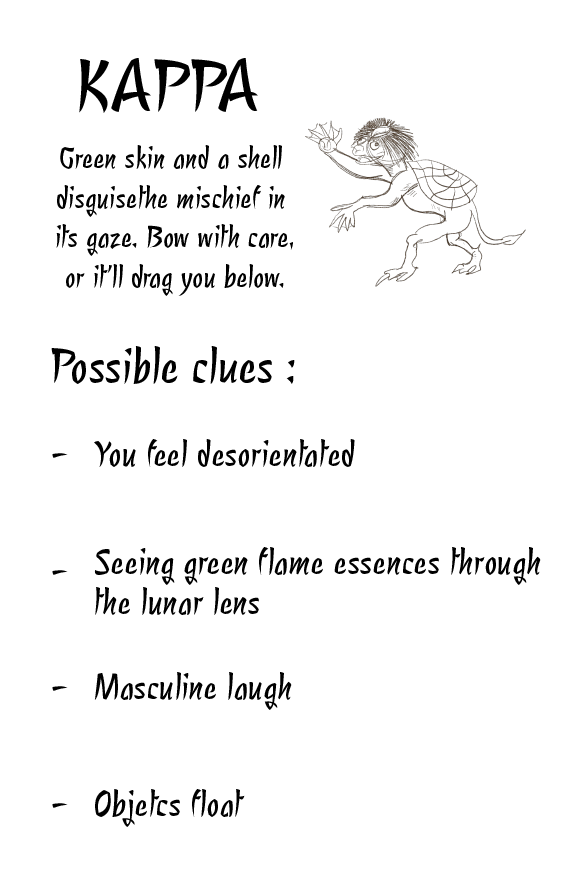 KAPPA
Green skin and a shell
disguisethe mischief in
its gaze. Bow with care,
or it'll drag you below.
Possible clues :
- You feel desorientated
- Seeing green flame essences through
the lunar lens
- Masculine laugh
- Objetcs float